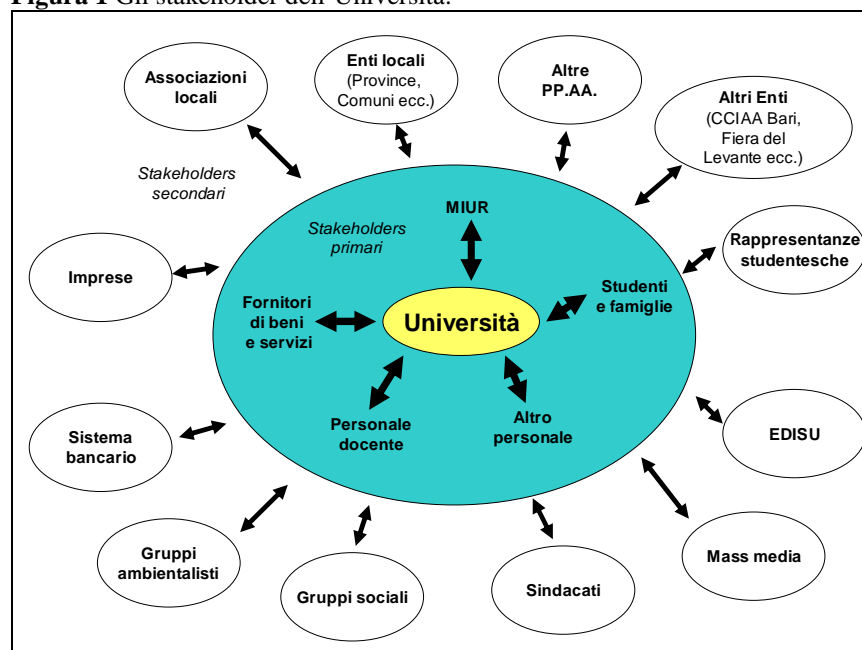 Figura 1 Gli stakeholder dell'Università.
Associazioni
locali
Enti locali
(Province,
Comuni ecc.)
Altre
PP.AA.
Altri Enti
(CCIAA Bari,
Fiera del
Levante ecc.)
Stakeholders
secondari
MIUR
Stakeholders
primari
Rappresentanze
studentesche
Imprese
Studenti
e famiglie
Fornitori
di beni
e servizi
Università
Personale
docente
Altro
personale
Sistema
bancario
EDISU
Gruppi
ambientalisti
Gruppi sociali
Sindacati
Mass media